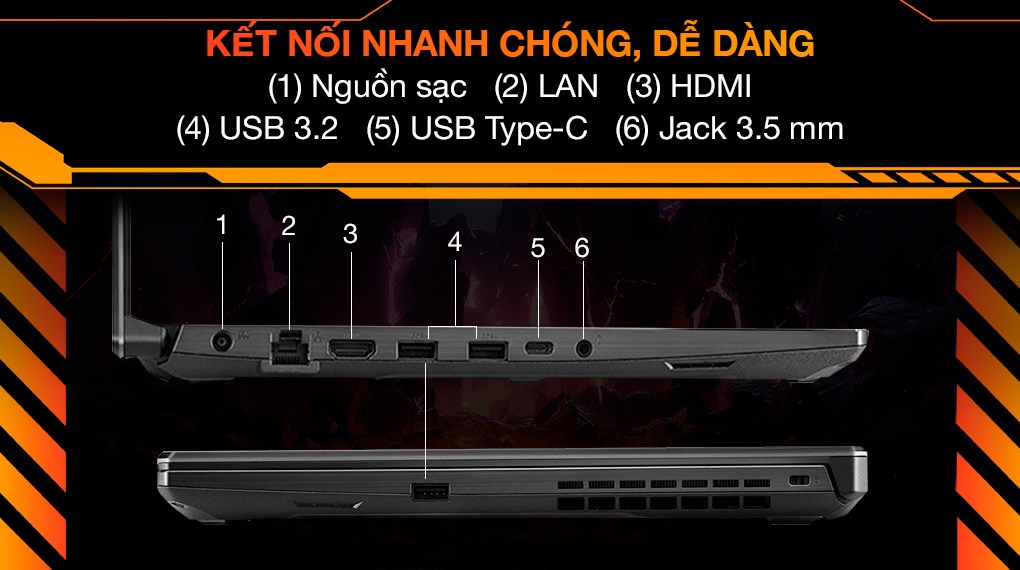 KẾT NỐI NHANH CHÓNG, DỄ DÀNG
(1) Nguồn sạc (2) LAN (3) HDMI
(4) USB 3.2 (5) USB Type-C (6) Jack 3.5 mm
1 2 3 4 5 6